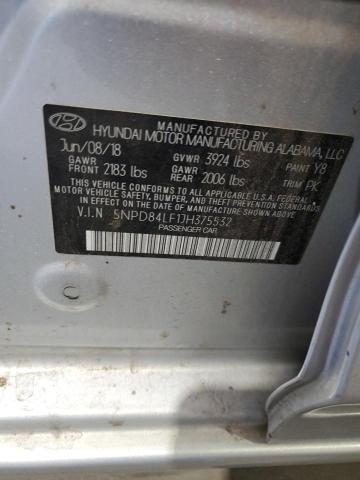 MANUFACTURED BY
HYUNDAI MOTOR MANUFACTURING ALABAMA, LLC
Jun/08/18 GVWR 3924 lbs PAINT Y8
GAWR FRONT 2183 lbs GAWR REAR 2006 lbs TRIM PK
THIS VEHICLE CONFORMS TO ALL APPLICABLE U.S.A. FEDERAL
MOTOR VEHICLE SAFETY, BUMPER, AND THEFT PREVENTION STANDARDS
IN EFFECT ON THE DATE OF MANUFACTURE SHOWN ABOVE.
V.I.N 5NPD84LF1JH375532
PASSENGER CAR